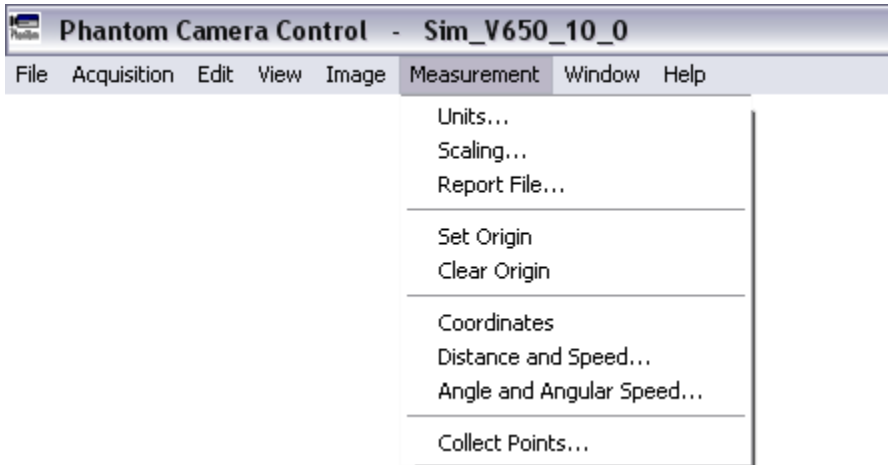 Phantom Camera Control - Sim_V650_10_0
File Acquisition Edit View Image Measurement Window Help
Units...
Scaling...
Report File...
Set Origin
Clear Origin
Coordinates
Distance and Speed...
Angle and Angular Speed...
Collect Points...